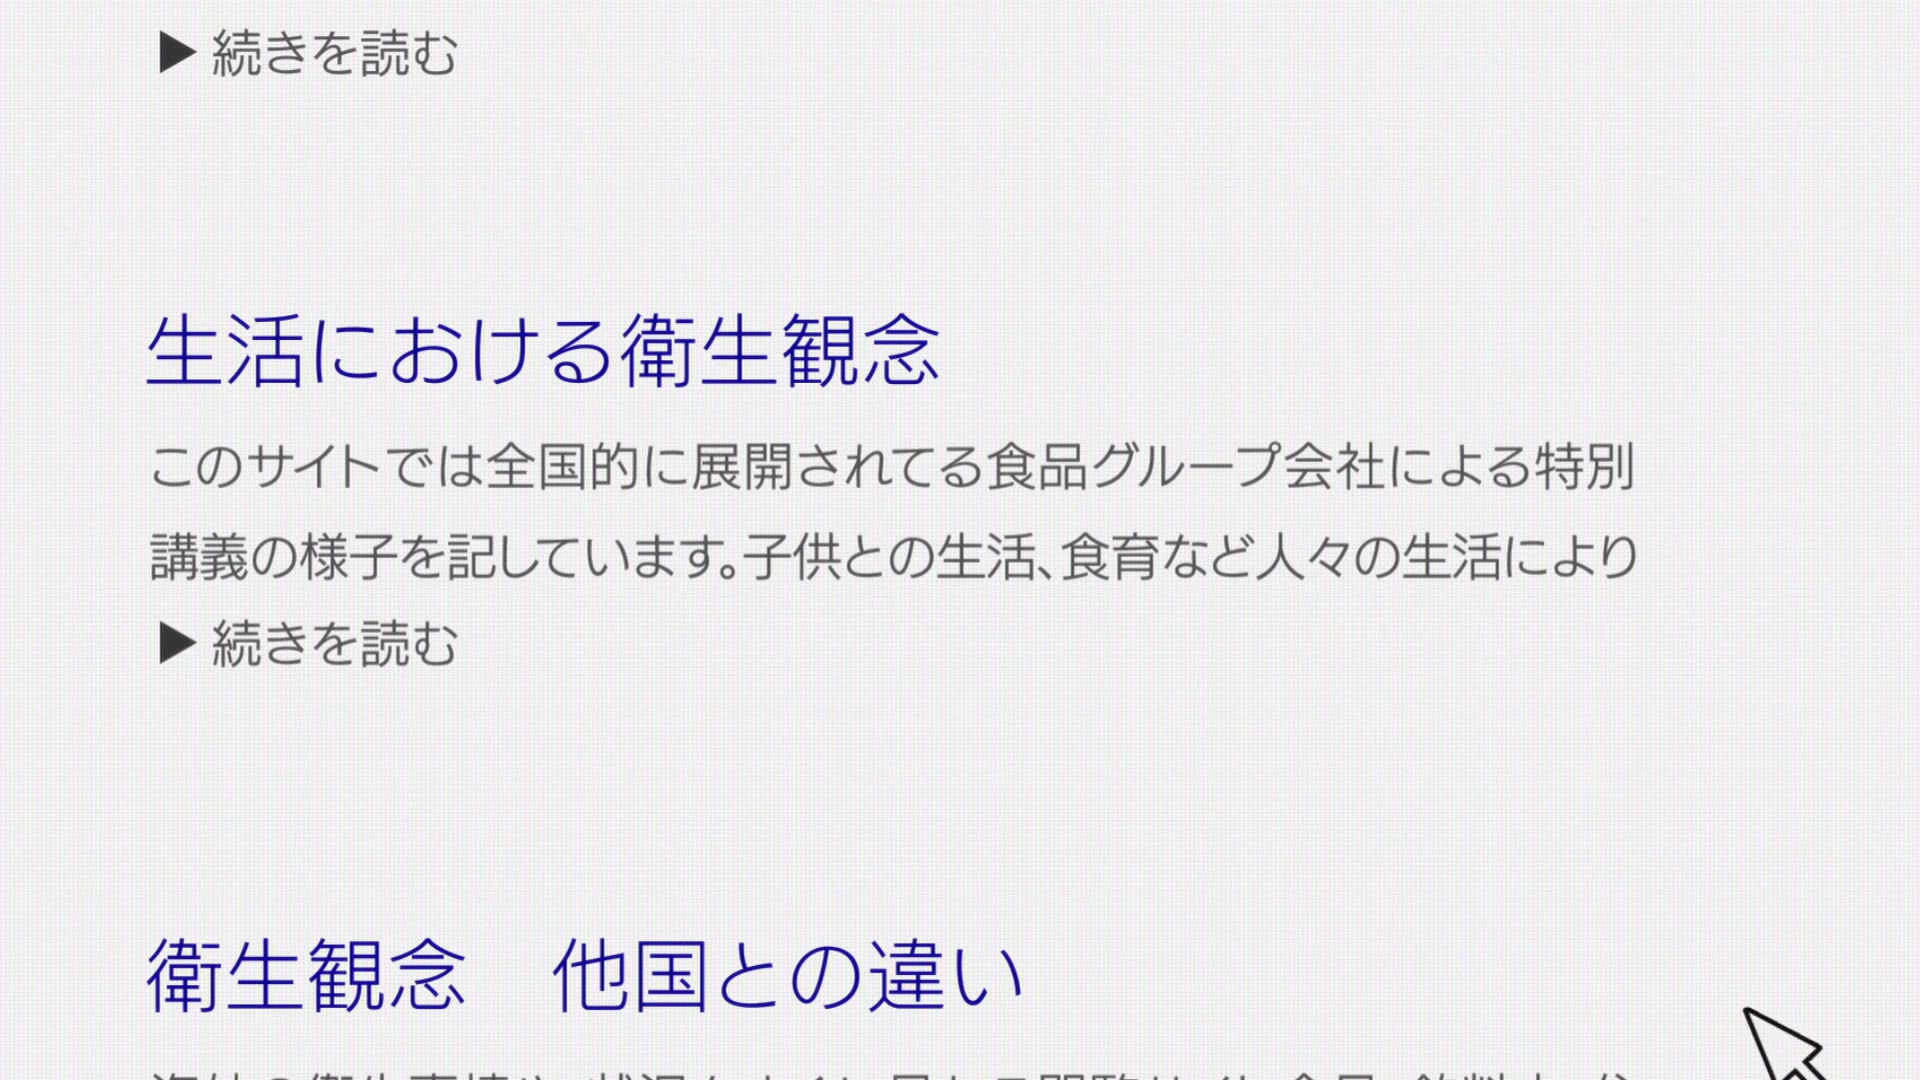 ▶ 続きを読む
生活における衛生観念
このサイトでは全国的に展開されてる食品グループ会社による特別
講義の様子を記しています。子供との生活、食育など人々の生活により
▶ 続きを読む
衛生観念　他国との違い